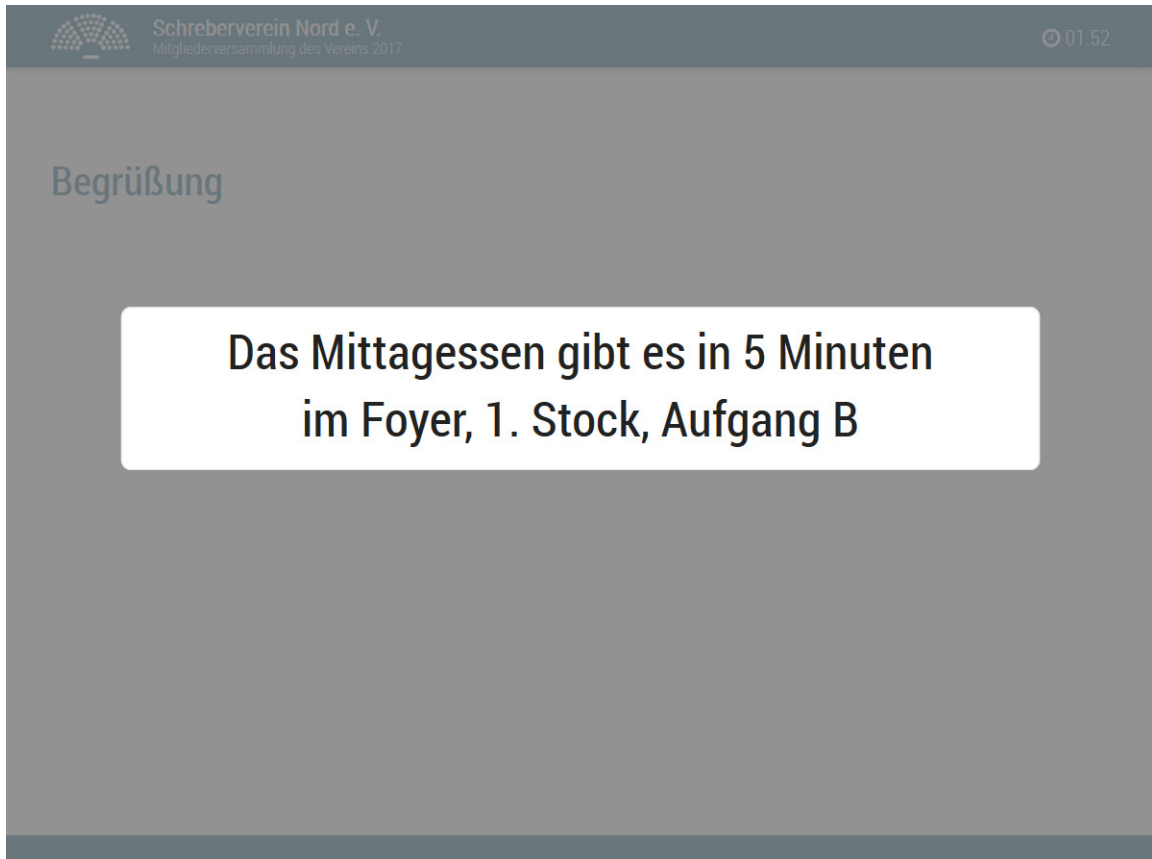 Schreberverein Nord e. V.
Mitgliederversammlung des Vereins 2017
01:52
Begrüßung
Das Mittagessen gibt es in 5 Minuten
im Foyer, 1. Stock, Aufgang B